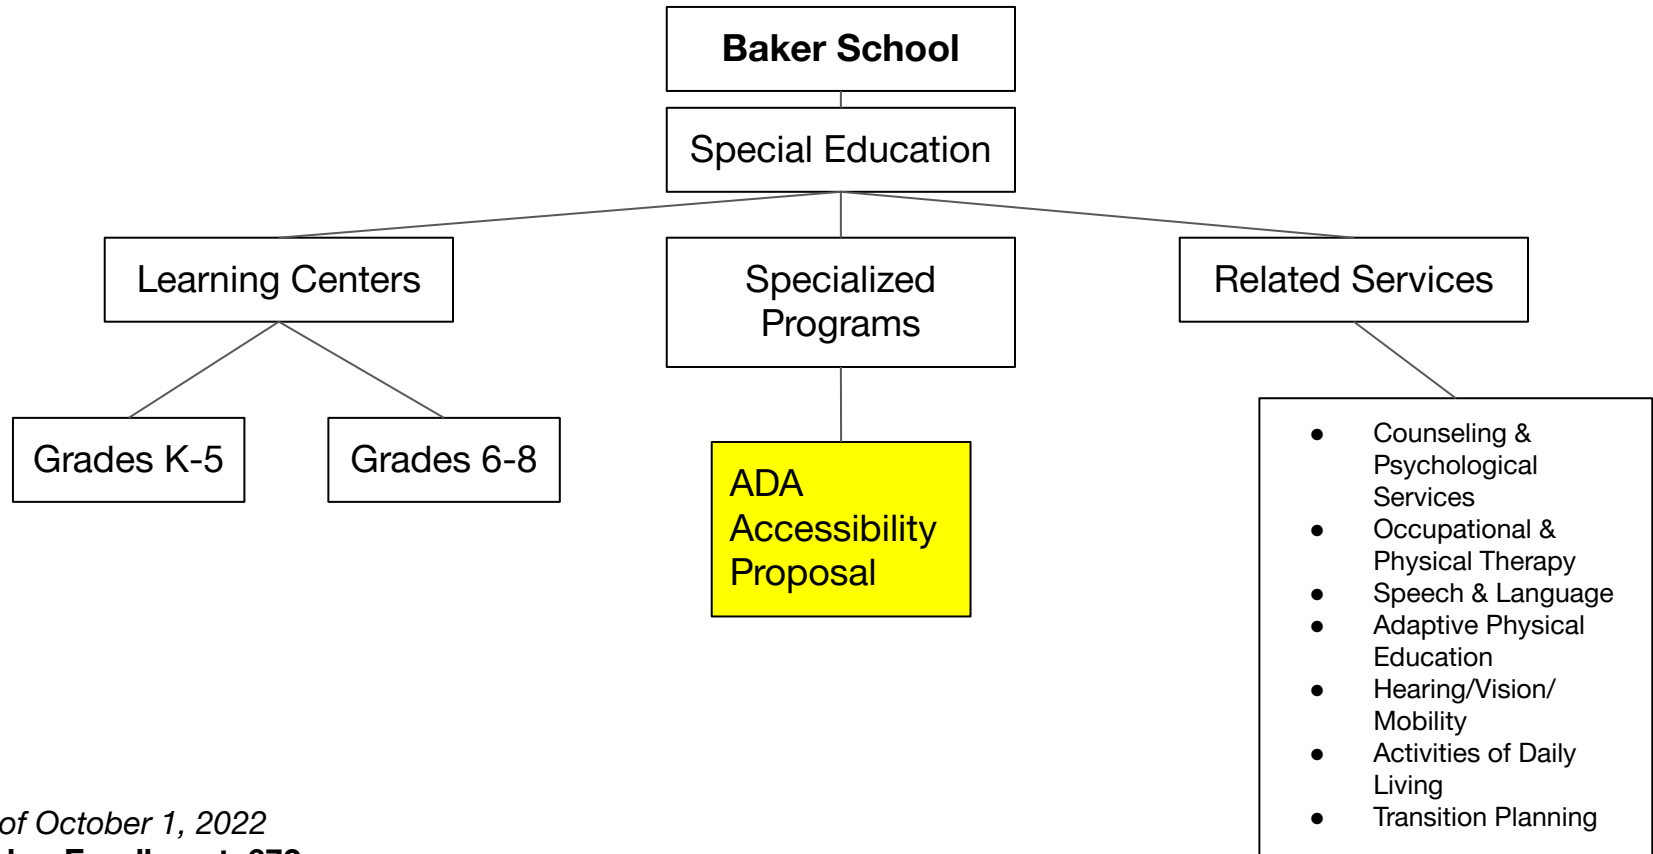 Baker School
Special Education
Learning Centers
Specialized
Programs
Related Services
Grades K-5
Grades 6-8
ADA
Accessibility
Proposal
● Counseling &
Psychological
Services
● Occupational &
Physical Therapy
● Speech & Language
● Adaptive Physical
Education
● Hearing/Vision/
Mobility
● Activities of Daily
Living
● Transition Planning
of October 1, 2022